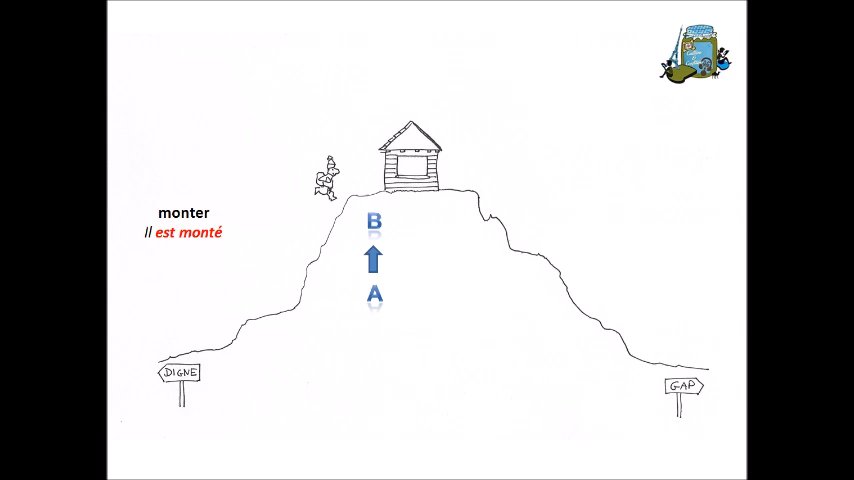 monter
Il est monté
B
A
DIGNE
GAP